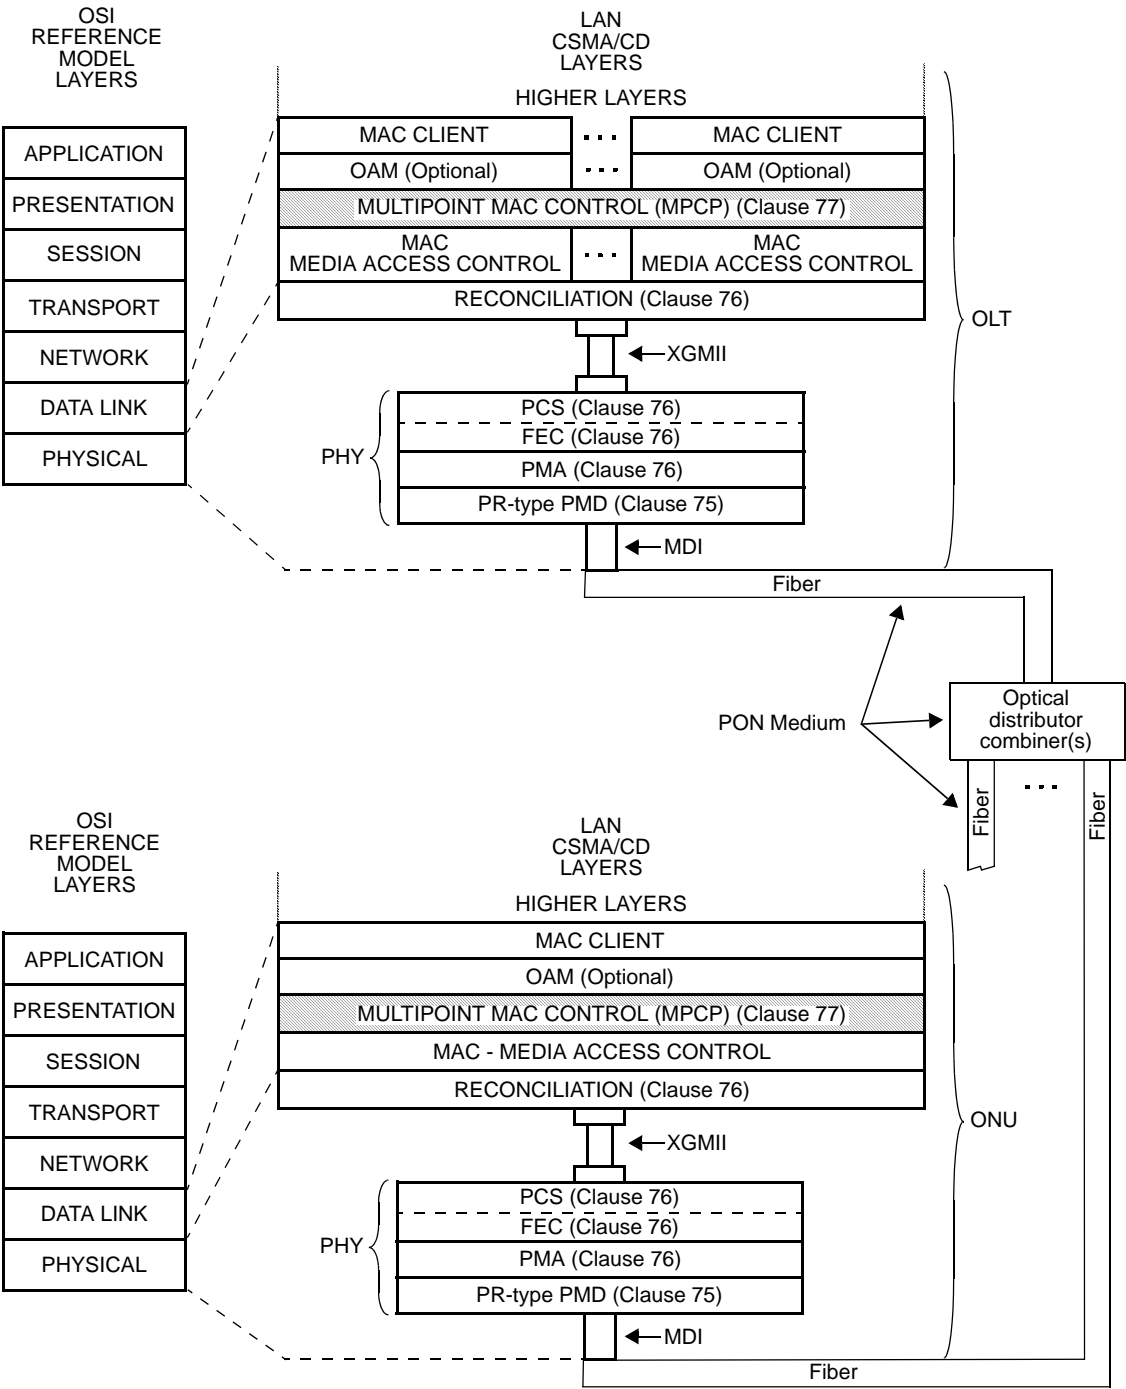 OSI
REFERENCE
MODEL
LAYERS
LAN
CSMA/CD
LAYERS
HIGHER LAYERS
APPLICATION
PRESENTATION
SESSION
TRANSPORT
NETWORK
DATA LINK
PHYSICAL
MAC CLIENT
MAC CLIENT
OAM (Optional)
OAM (Optional)
MULTIPOINT MAC CONTROL (MPCP) (Clause 77)
MAC
MEDIA ACCESS CONTROL
MAC
MEDIA ACCESS CONTROL
RECONCILIATION (Clause 76)
OLT
XGMII
PHY
PCS (Clause 76)
FEC (Clause 76)
PMA (Clause 76)
PR-type PMD (Clause 75)
MDI
Fiber
PON Medium
Optical
distributor
combiner(s)
Fiber
Fiber
OSI
REFERENCE
MODEL
LAYERS
LAN
CSMA/CD
LAYERS
HIGHER LAYERS
APPLICATION
PRESENTATION
SESSION
TRANSPORT
NETWORK
DATA LINK
PHYSICAL
MAC CLIENT
OAM (Optional)
MULTIPOINT MAC CONTROL (MPCP) (Clause 77)
MAC - MEDIA ACCESS CONTROL
RECONCILIATION (Clause 76)
ONU
XGMII
PHY
PCS (Clause 76)
FEC (Clause 76)
PMA (Clause 76)
PR-type PMD (Clause 75)
MDI
Fiber